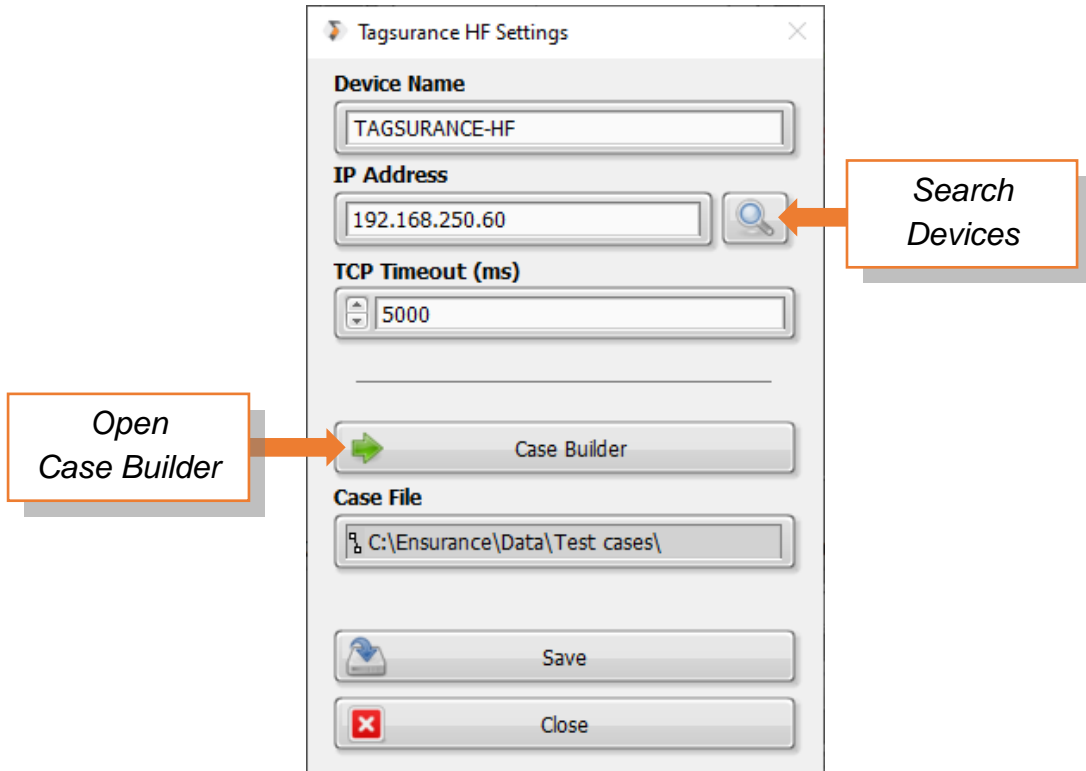 Tagsurance HF Settings
Device Name
TAGSURANCE-HF
IP Address
192.168.250.60
Search
Devices
TCP Timeout (ms)
5000
Open
Case Builder
Case Builder
Case File
C:\Ensurance\Data\Test cases\
Save
Close